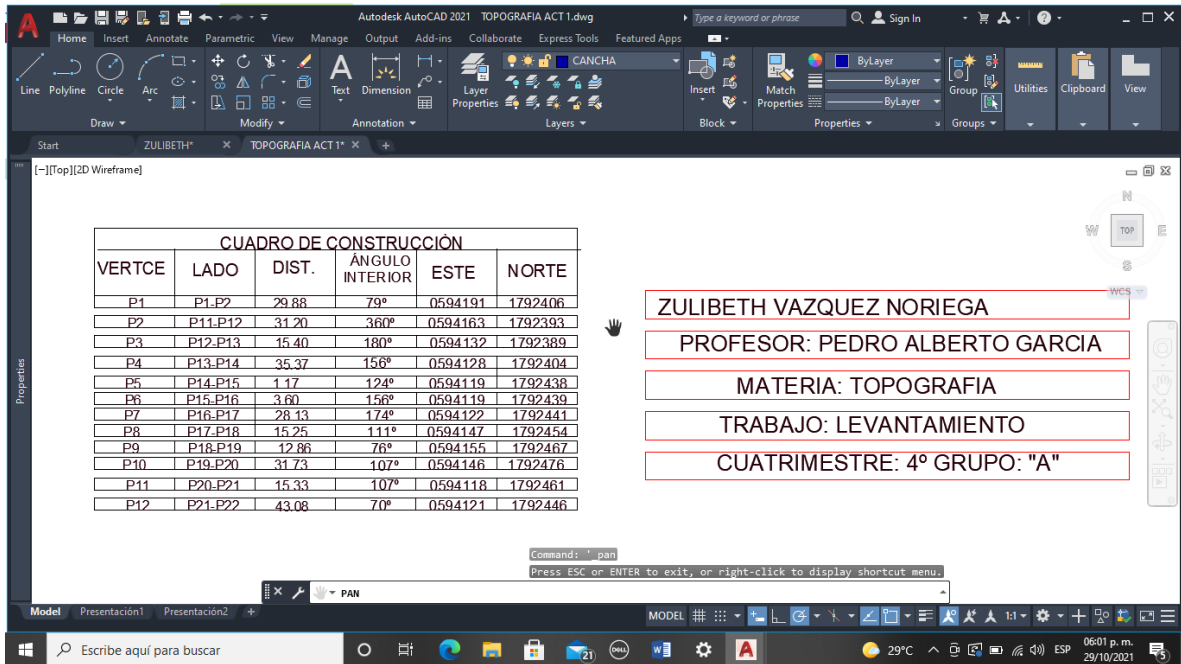 Autodesk AutoCAD 2021 TOPOGRAFIA ACT 1.dwg
Type a keyword or phrase
Sign In
Home Insert Annotate Parametric View Manage Output Add-ins Collaborate Express Tools Featured Apps
CANCHA
ByLayer
Line Polyline Circle Arc
Text Dimension
Layer Properties
Insert
Match Properties
ByLayer
ByLayer
Group
Utilities Clipboard View
Draw Modify Annotation Layers Block Properties Groups
Start ZULIBETH* TOPOGRAFIA ACT 1*
[−][Top][2D Wireframe]
N
W TOP E
S
WCS
Properties
CUADRO DE CONSTRUCCIÒN
VERTCE LADO DIST. ÁNGULO INTERIOR ESTE NORTE
P1 P1-P2 29.88 79º 0594191 1792406
P2 P11-P12 31.20 360º 0594163 1792393
P3 P12-P13 15.40 180º 0594132 1792389
P4 P13-P14 35.37 156º 0594128 1792404
P5 P14-P15 1.17 124º 0594119 1792438
P6 P15-P16 3.60 156º 0594119 1792439
P7 P16-P17 28.13 174º 0594122 1792441
P8 P17-P18 15.25 111º 0594147 1792454
P9 P18-P19 12.86 76º 0594155 1792467
P10 P19-P20 31.73 107º 0594146 1792476
P11 P20-P21 15.33 107º 0594118 1792461
P12 P21-P22 43.08 70º 0594121 1792446
ZULIBETH VAZQUEZ NORIEGA
PROFESOR: PEDRO ALBERTO GARCIA
MATERIA: TOPOGRAFIA
TRABAJO: LEVANTAMIENTO
CUATRIMESTRE: 4º GRUPO: "A"
Command: '_pan
Press ESC or ENTER to exit, or right-click to display shortcut menu.
PAN
Model Presentación1 Presentación2 +
MODEL 1:1
Escribe aquí para buscar
21
DELL
29°C
ESP
06:01 p. m.
29/10/2021
5